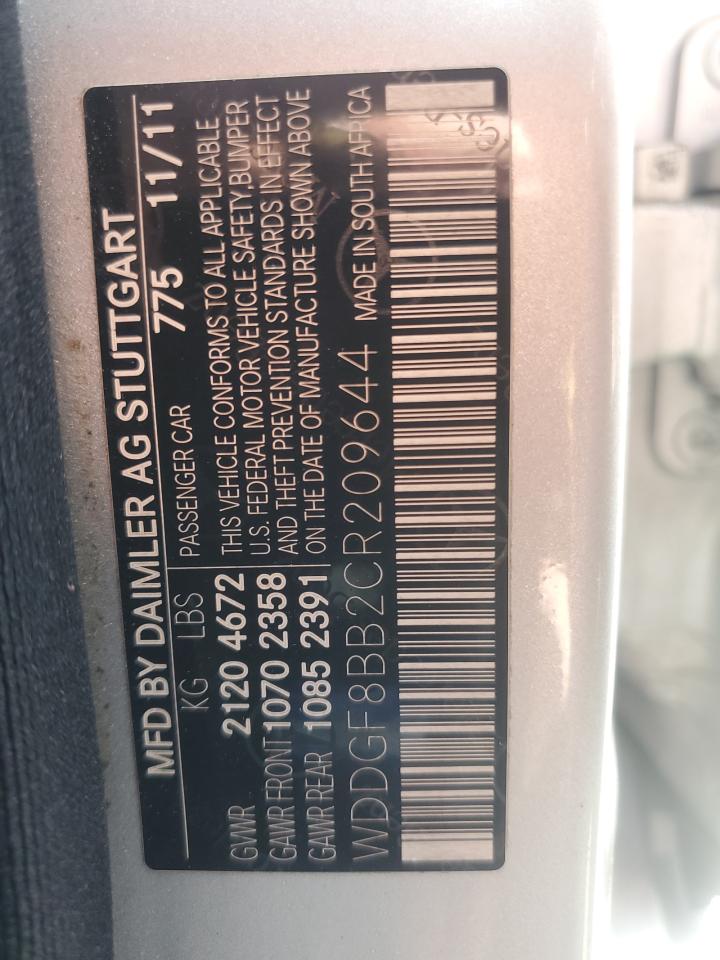 MFD BY DAIMLER AG STUTTGART
KG LBS PASSENGER CAR 775 11/11
GWWR 2120 4672 THIS VEHICLE CONFORMS TO ALL APPLICABLE
U.S. FEDERAL MOTOR VEHICLE SAFETY, BUMPER
GAWR FRONT 1070 2358 AND THEFT PREVENTION STANDARDS IN EFFECT
GAWR REAR 1085 2391 ON THE DATE OF MANUFACTURE SHOWN ABOVE
WDDGF8BB2CR209644 MADE IN SOUTH AFRICA